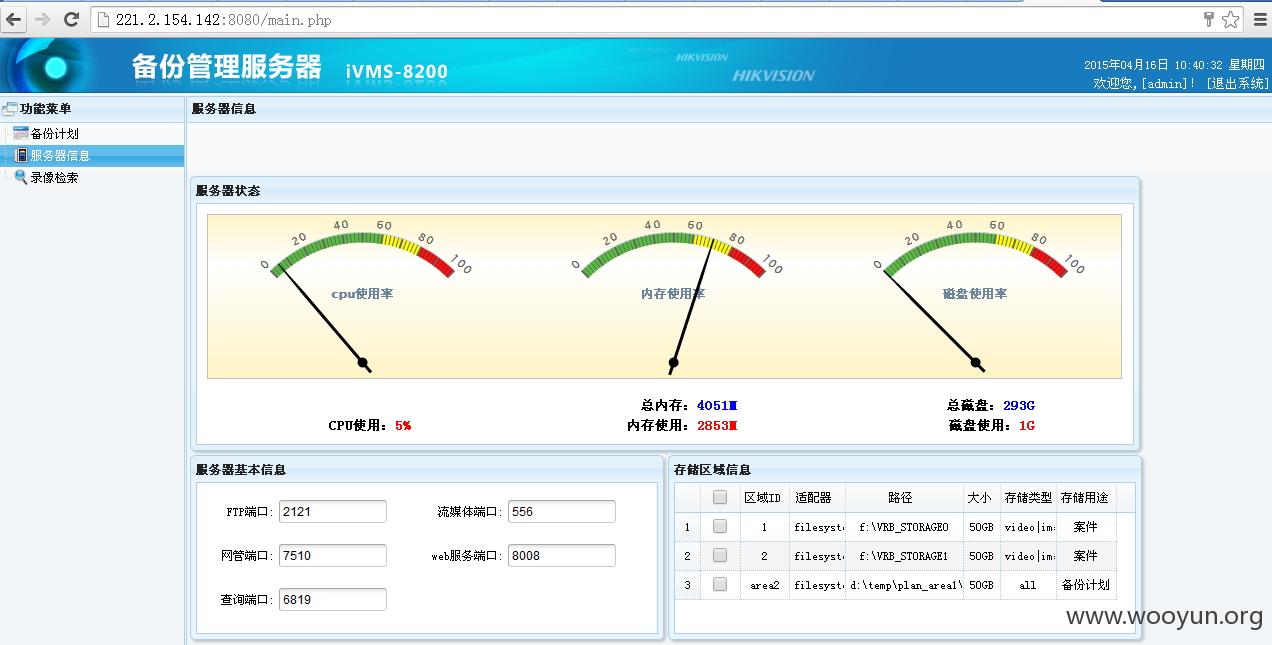 221.2.154.142:8080/main.php
备份管理服务器 iVMS-8200
HIKVISION
HIKVISION
HIKVISION
2015年04月16日 10:40:32 星期四
欢迎您,[admin]! [退出系统]
功能菜单
备份计划
服务器信息
录像检索
服务器信息
服务器状态
0 20 40 60 80 100
cpu使用率
0 20 40 60 80 100
内存使用率
0 20 40 60 80 100
磁盘使用率
CPU使用: 5%
总内存: 4051M
内存使用: 2853M
总磁盘: 293G
磁盘使用: 1G
服务器基本信息
FTP端口: 2121 流媒体端口: 556
网管端口: 7510 web服务端口: 8008
查询端口: 6819
存储区域信息
区域ID 适配器 路径 大小 存储类型 存储用途
1 1 filesyst f:\VRB_STORAGE0 50GB video|im 案件
2 2 filesyst f:\VRB_STORAGE1 50GB video|im 案件
3 area2 filesyst d:\temp\plan_area1\ 50GB all 备份计划
www.wooyun.org